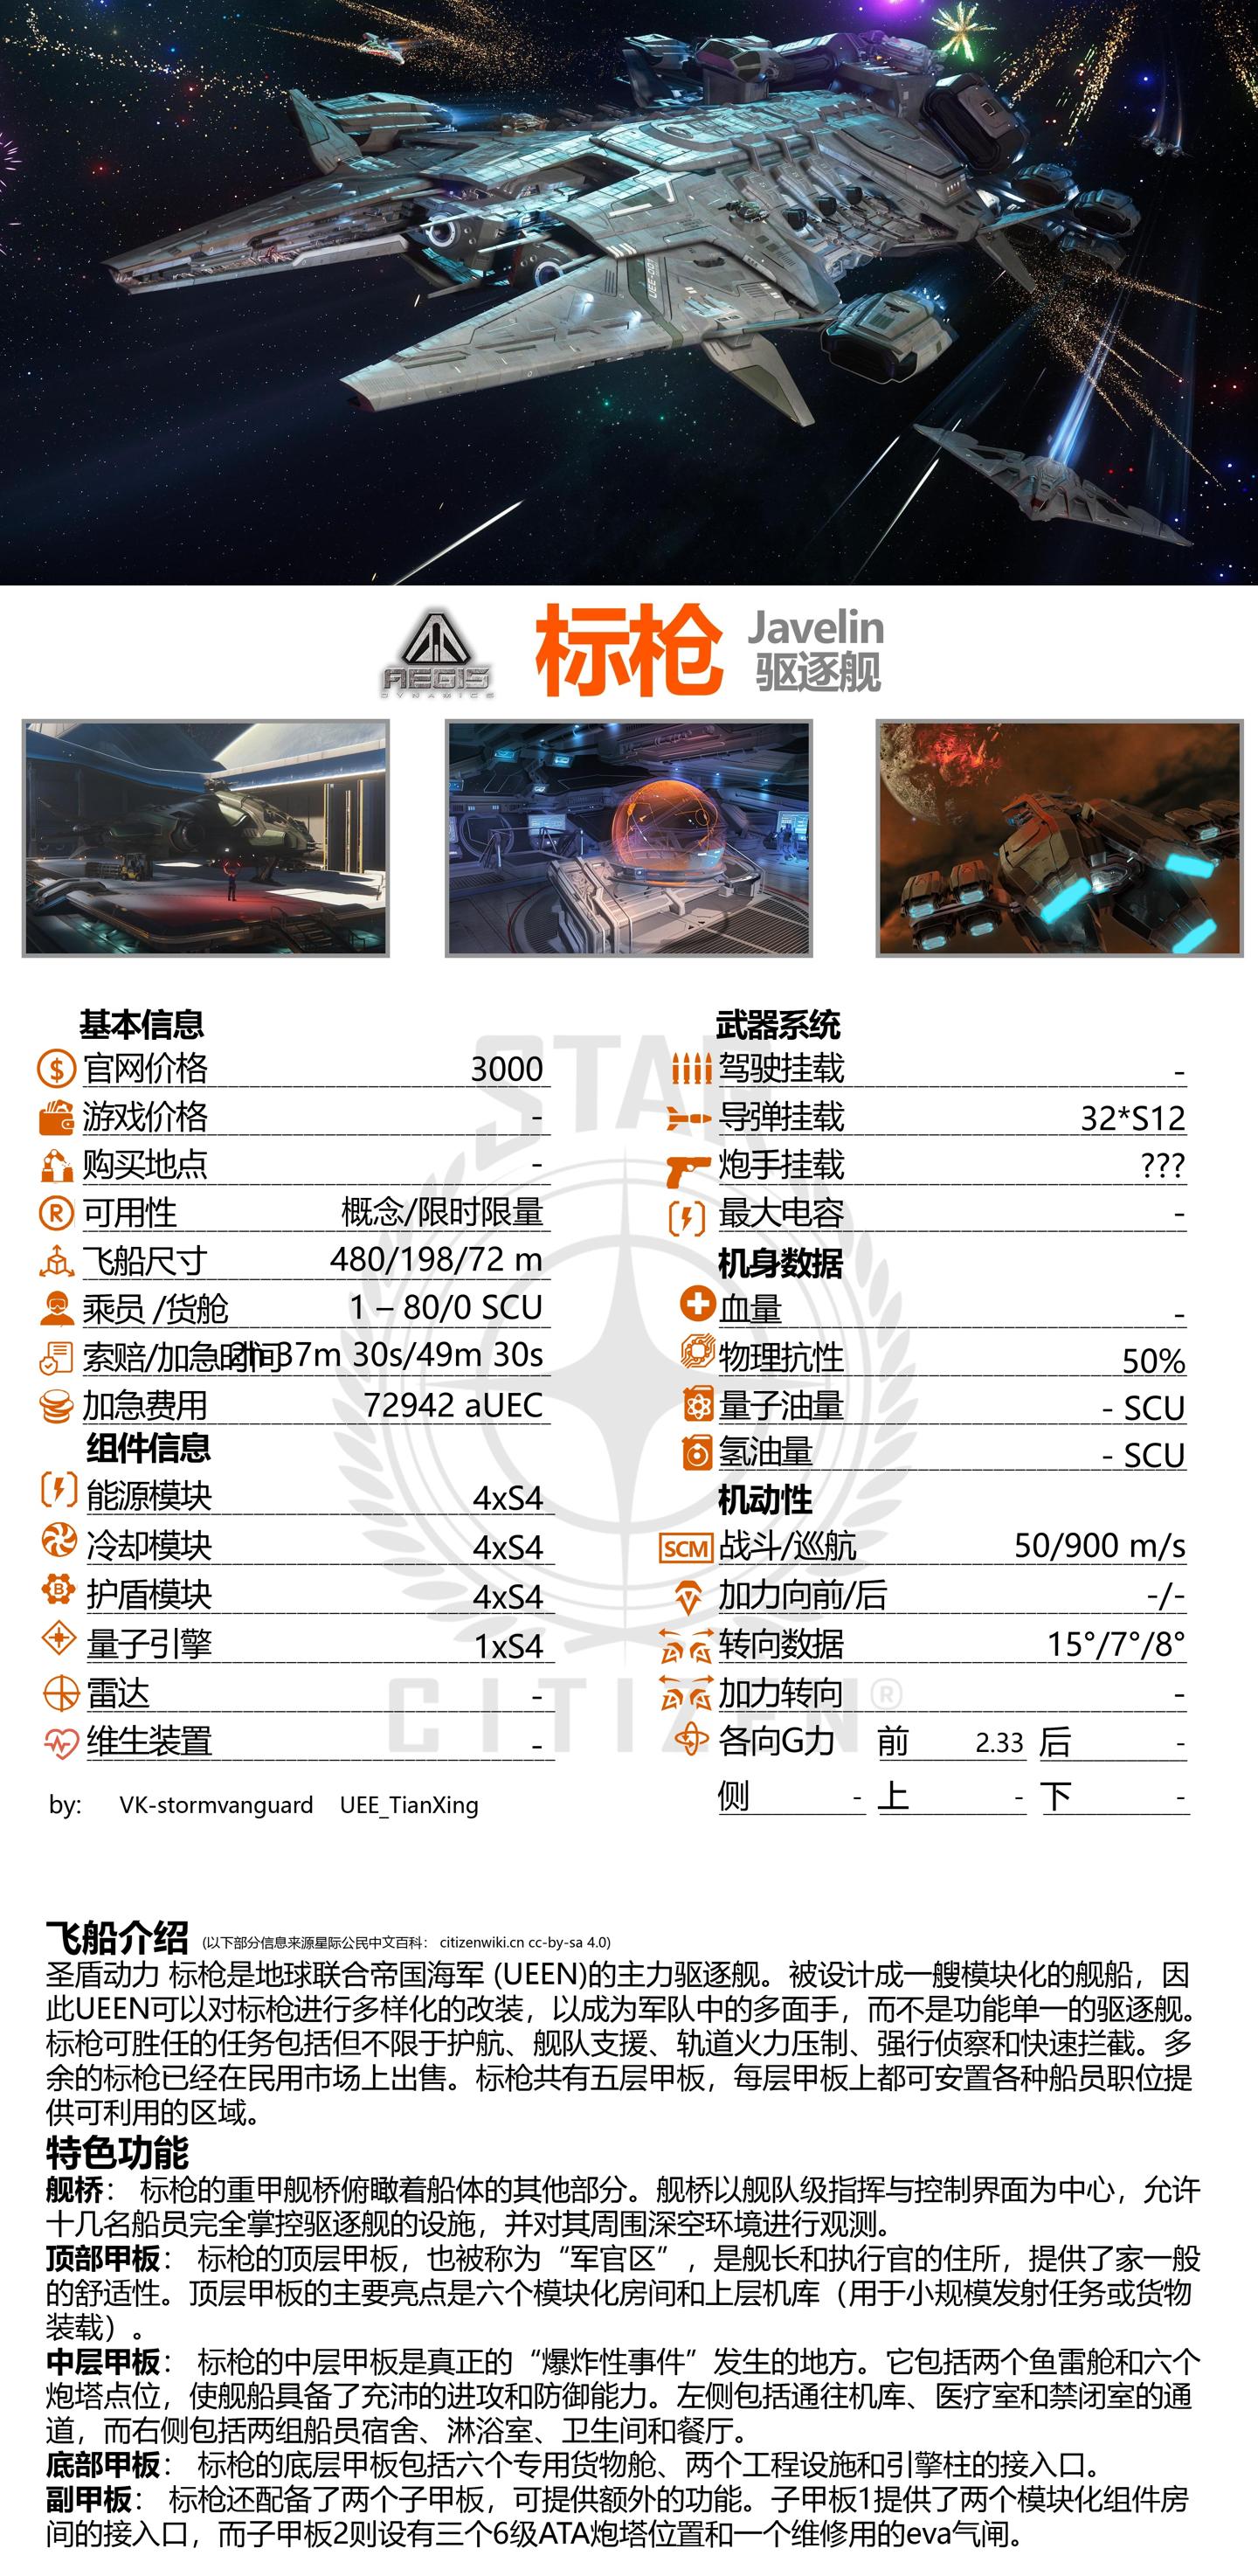 UEE-001
AEGIS
DYNAMICS
标枪
Javelin
驱逐舰
STAR
CITIZEN®
基本信息
官网价格 3000
游戏价格 -
购买地点 -
可用性 概念/限时限量
飞船尺寸 480/198/72 m
乘员 /货舱 1 – 80/0 SCU
索赔/加急时间 2h 37m 30s/49m 30s
加急费用 72942 aUEC
组件信息
能源模块 4xS4
冷却模块 4xS4
护盾模块 4xS4
量子引擎 1xS4
雷达 -
维生装置 -
by: VK-stormvanguard UEE_TianXing
武器系统
驾驶挂载 -
导弹挂载 32*S12
炮手挂载 ???
最大电容 -
机身数据
血量 -
物理抗性 50%
量子油量 - SCU
氢油量 - SCU
机动性
SCM 战斗/巡航 50/900 m/s
加力向前/后 -/-
转向数据 15°/7°/8°
加力转向 -
各向G力 前 2.33 后 -
侧 - 上 - 下 -
飞船介绍 (以下部分信息来源星际公民中文百科： citizenwiki.cn cc-by-sa 4.0)
圣盾动力 标枪是地球联合帝国海军 (UEEN)的主力驱逐舰。被设计成一艘模块化的舰船，因
此UEEN可以对标枪进行多样化的改装，以成为军队中的多面手，而不是功能单一的驱逐舰。
标枪可胜任的任务包括但不限于护航、舰队支援、轨道火力压制、强行侦察和快速拦截。多
余的标枪已经在民用市场上出售。标枪共有五层甲板，每层甲板上都可安置各种船员职位提
供可利用的区域。
特色功能
舰桥： 标枪的重甲舰桥俯瞰着船体的其他部分。舰桥以舰队级指挥与控制界面为中心，允许
十几名船员完全掌控驱逐舰的设施，并对其周围深空环境进行观测。
顶部甲板： 标枪的顶层甲板，也被称为“军官区”，是舰长和执行官的住所，提供了家一般
的舒适性。顶层甲板的主要亮点是六个模块化房间和上层机库（用于小规模发射任务或货物
装载）。
中层甲板： 标枪的中层甲板是真正的“爆炸性事件”发生的地方。它包括两个鱼雷舱和六个
炮塔点位，使舰船具备了充沛的进攻和防御能力。左侧包括通往机库、医疗室和禁闭室的通
道，而右侧包括两组船员宿舍、淋浴室、卫生间和餐厅。
底部甲板： 标枪的底层甲板包括六个专用货物舱、两个工程设施和引擎柱的接入口。
副甲板： 标枪还配备了两个子甲板，可提供额外的功能。子甲板1提供了两个模块化组件房
间的接入口，而子甲板2则设有三个6级ATA炮塔位置和一个维修用的eva气闸。